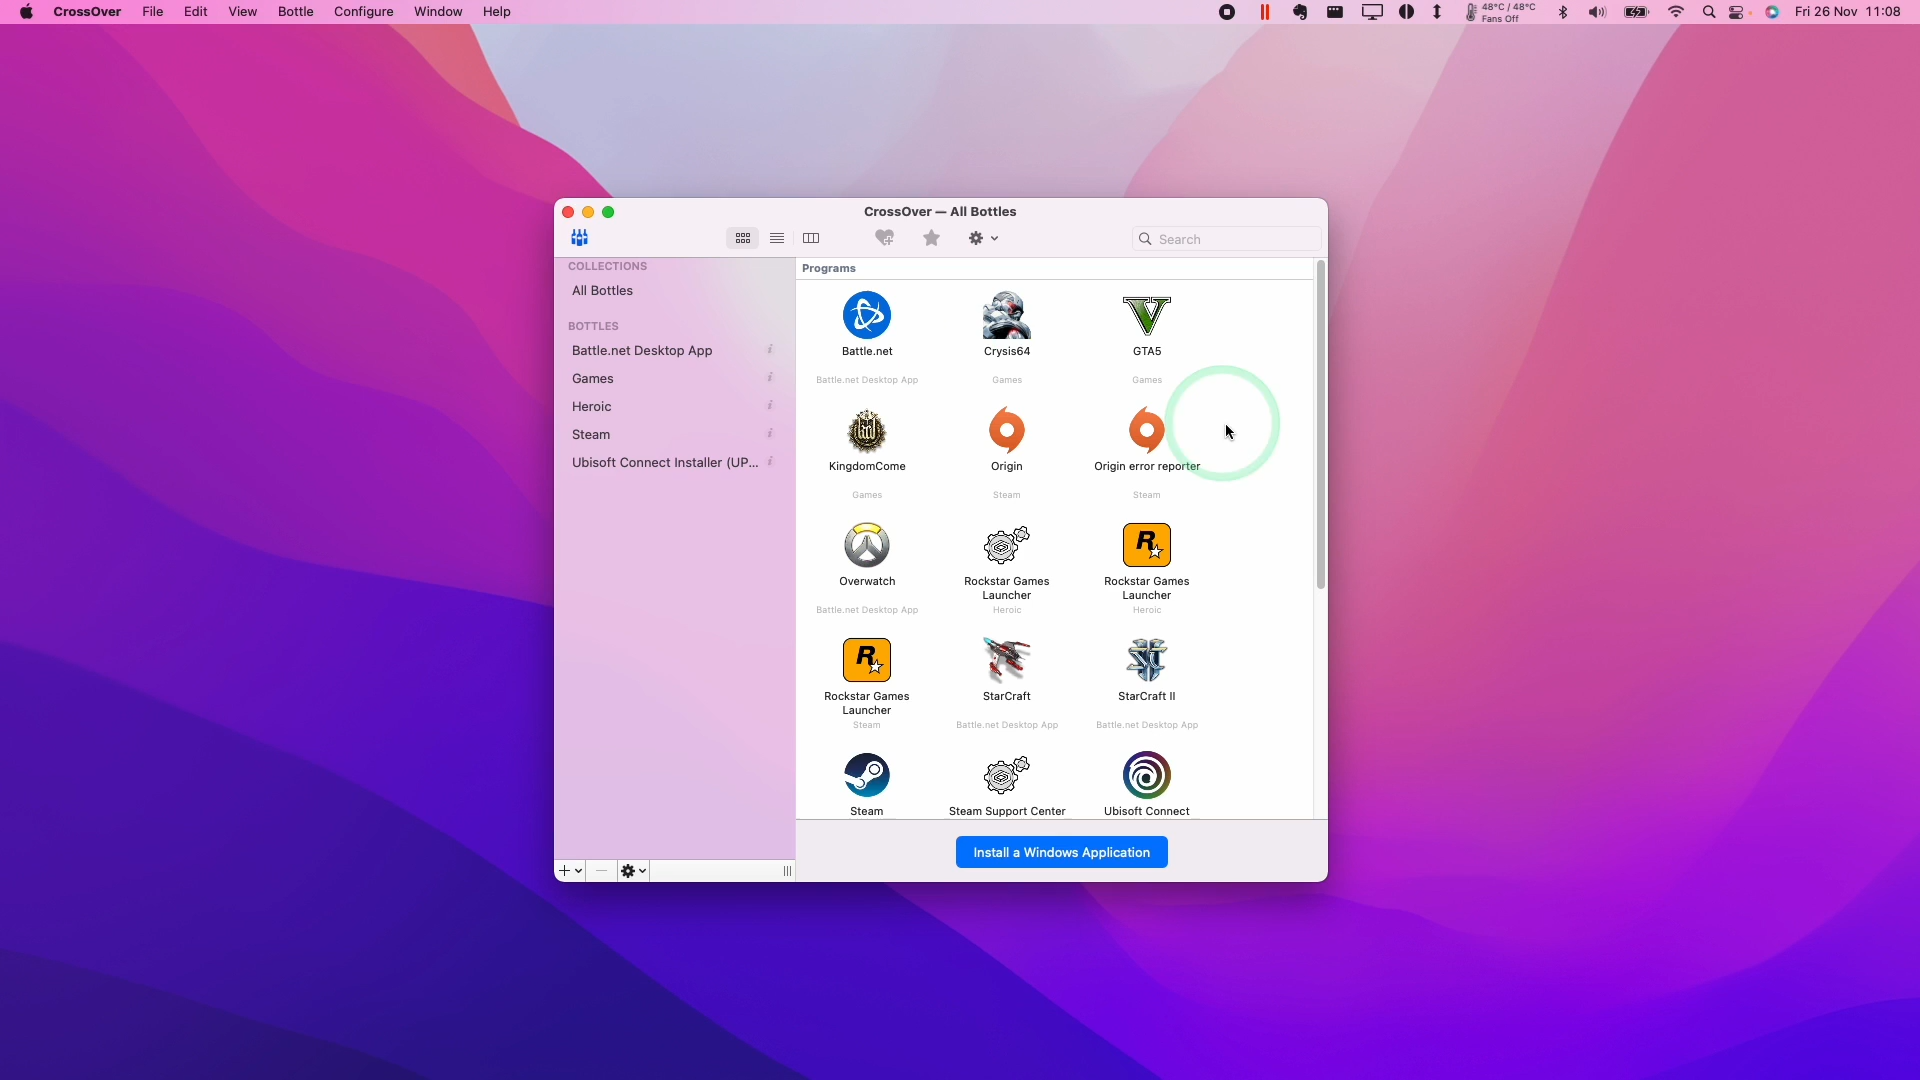 CrossOver File Edit View Bottle Configure Window Help
48°C / 48°C
Fans Off
Fri 26 Nov 11:08
CrossOver — All Bottles
Search
COLLECTIONS
All Bottles
BOTTLES
Battle.net Desktop App
Games
Heroic
Steam
Ubisoft Connect Installer (UP...
Programs
Battle.net Crysis64 GTA5
Battle.net Desktop App Games Games
KingdomCome Origin Origin error reporter
Games Steam Steam
Overwatch Rockstar Games Rockstar Games
Launcher Launcher
Battle.net Desktop App Heroic Heroic
Rockstar Games StarCraft StarCraft II
Launcher
Steam Battle.net Desktop App Battle.net Desktop App
Steam Steam Support Center Ubisoft Connect
Install a Windows Application